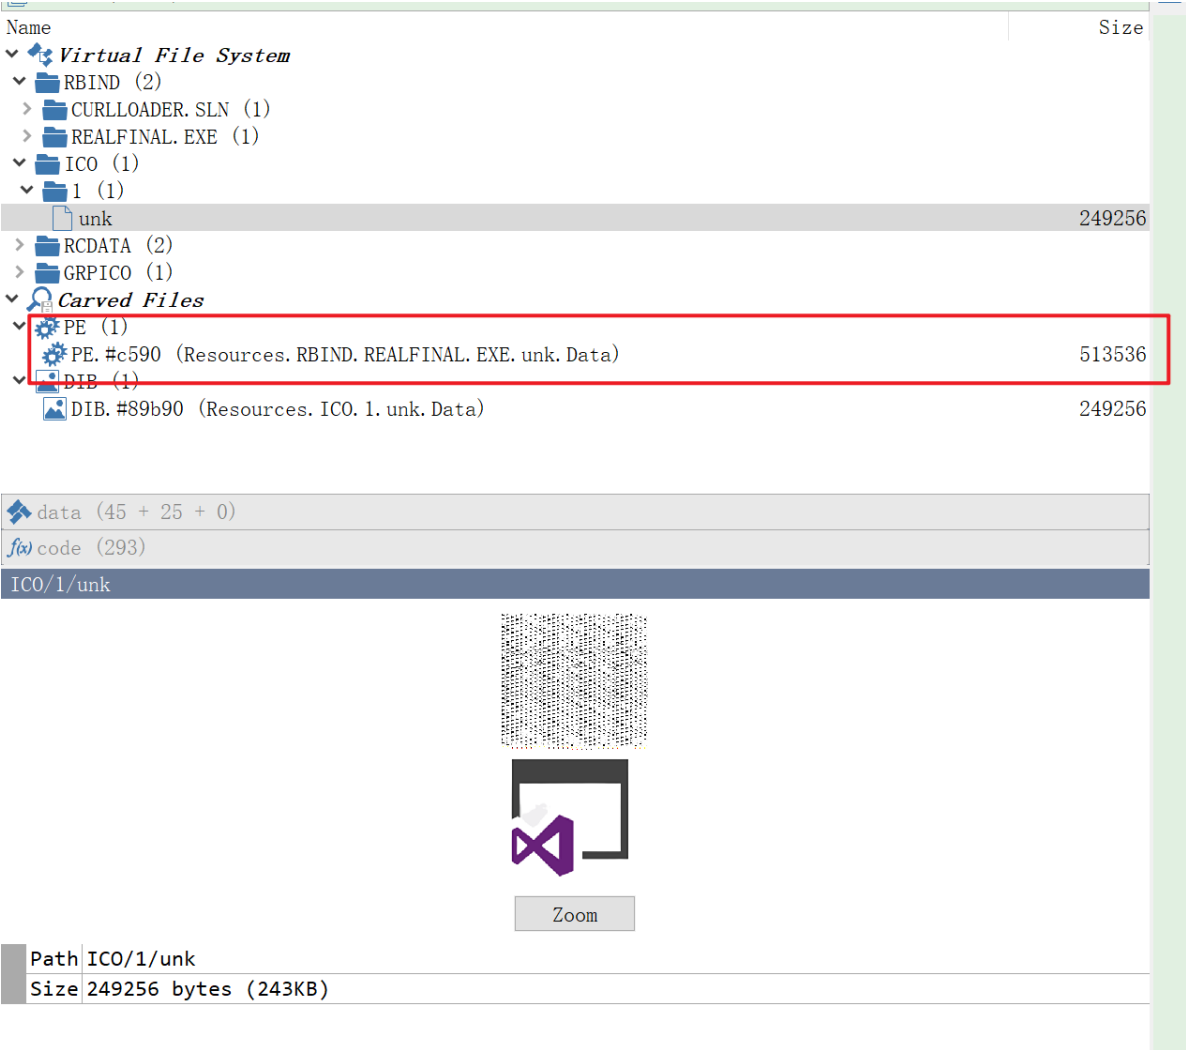 Name Size
Virtual File System
RBIND (2)
CURLLOADER.SLN (1)
REALFINAL.EXE (1)
ICO (1)
1 (1)
unk 249256
RCDATA (2)
GRPICO (1)
Carved Files
PE (1)
PE.#c590 (Resources.RBIND.REALFINAL.EXE.unk.Data) 513536
DIB (1)
DIB.#89b90 (Resources.ICO.1.unk.Data) 249256
data (45 + 25 + 0)
f(x) code (293)
ICO/1/unk
Zoom
Path ICO/1/unk
Size 249256 bytes (243KB)